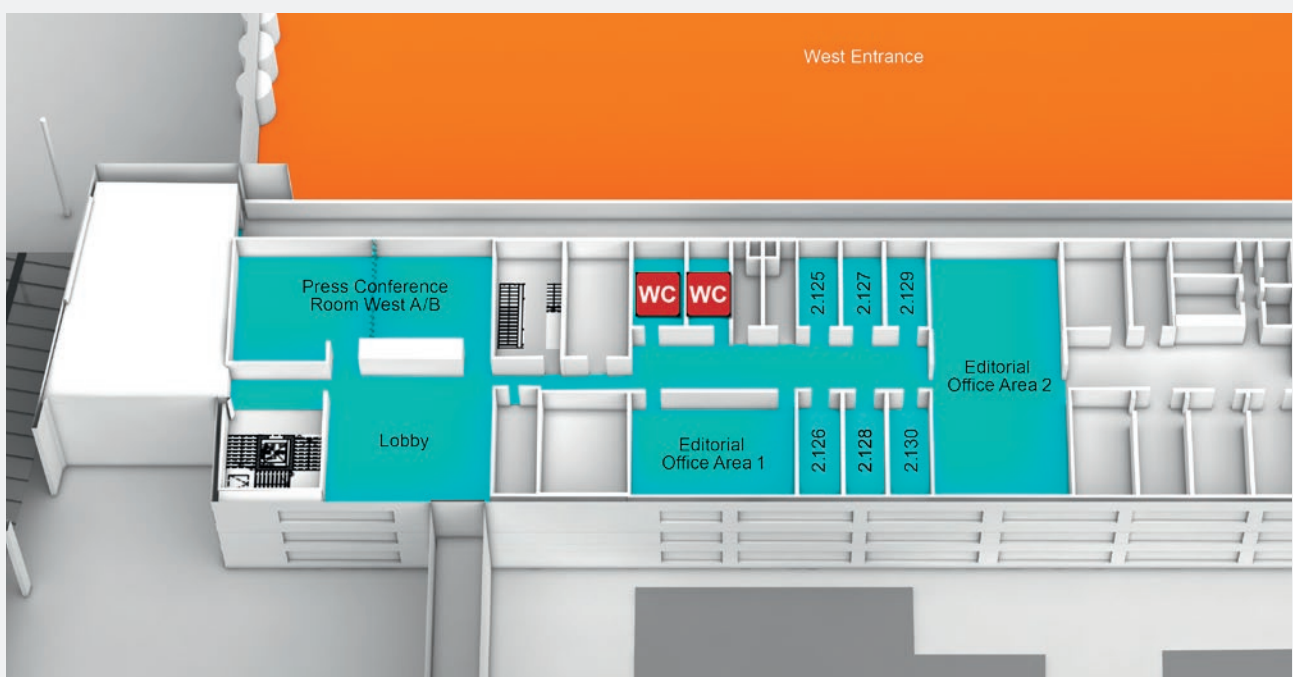 West Entrance
Press Conference
Room West A/B
WC
WC
2.125
2.127
2.129
Editorial
Office Area 2
Lobby
Editorial
Office Area 1
2.126
2.128
2.130